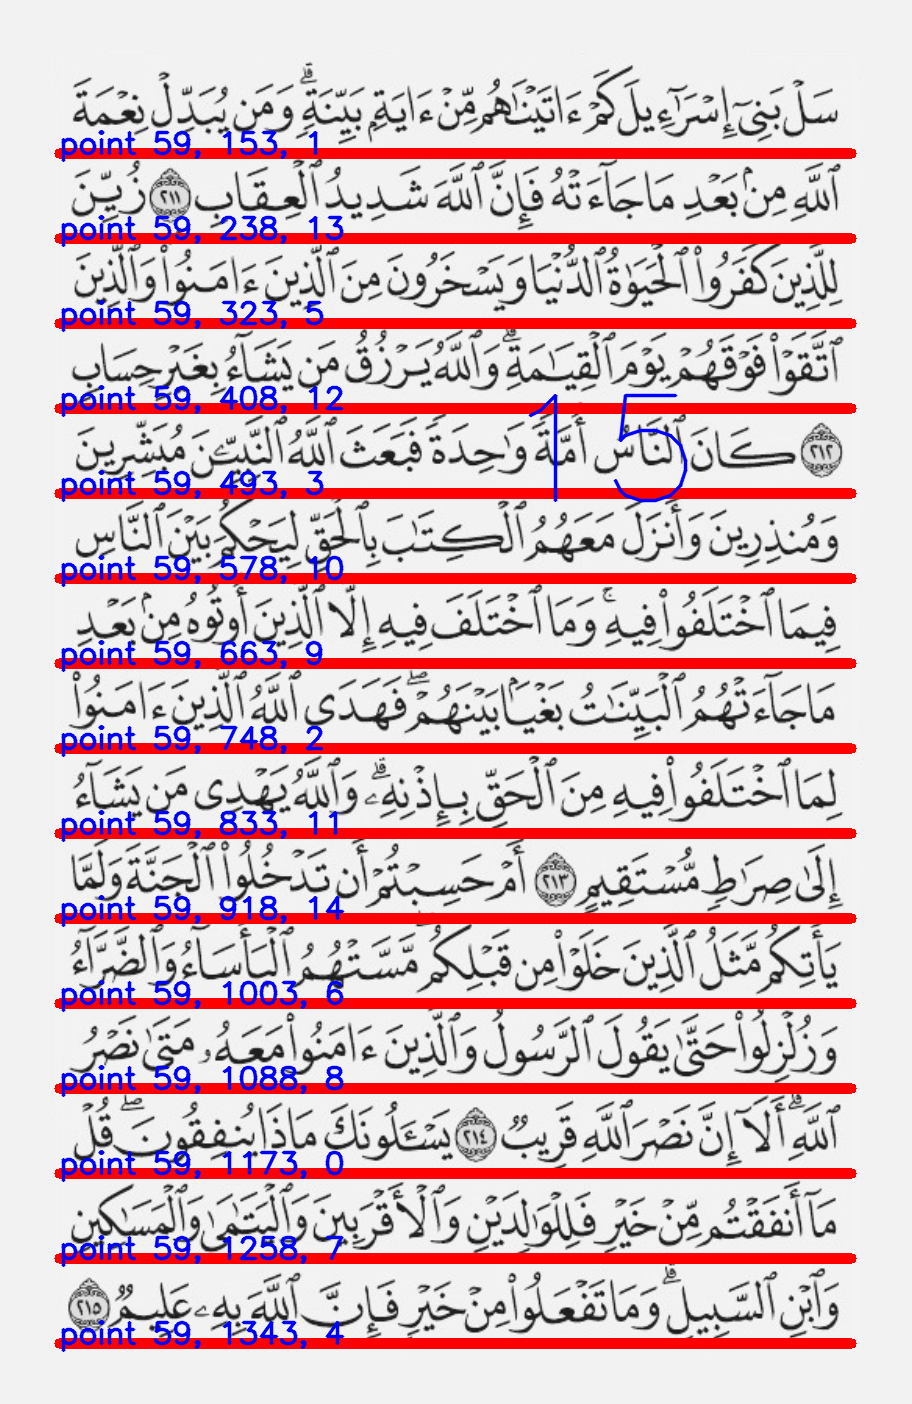 سَلْ بَنِىٓ إِسْرَٰٓءِيلَ كَمْ ءَاتَيْنَٰهُم مِّنْ ءَايَةٍۭ بَيِّنَةٍۗ وَمَن يُبَدِّلْ نِعْمَةَ
point 59, 153, 1
ٱللَّهِ مِنۢ بَعْدِ مَا جَآءَتْهُ فَإِنَّ ٱللَّهَ شَدِيدُ ٱلْعِقَابِ ٢١١ زُيِّنَ
point 59, 238, 13
لِلَّذِينَ كَفَرُوا۟ ٱلْحَيَوٰةُ ٱلدُّنْيَا وَيَسْخَرُونَ مِنَ ٱلَّذِينَ ءَامَنُوا۟ وَٱلَّذِينَ
point 59, 323, 5
ٱتَّقَوْا۟ فَوْقَهُمْ يَوْمَ ٱلْقِيَٰمَةِۗ وَٱللَّهُ يَرْزُقُ مَن يَشَآءُ بِغَيْرِ حِسَابٍ
point 59, 408, 12
15
٢١٢ كَانَ ٱلنَّاسُ أُمَّةً وَٰحِدَةً فَبَعَثَ ٱللَّهُ ٱلنَّبِيِّـۧنَ مُبَشِّرِينَ
point 59, 493, 3
وَمُنذِرِينَ وَأَنزَلَ مَعَهُمُ ٱلْكِتَٰبَ بِٱلْحَقِّ لِيَحْكُمَ بَيْنَ ٱلنَّاسِ
point 59, 578, 10
فِيمَا ٱخْتَلَفُوا۟ فِيهِۚ وَمَا ٱخْتَلَفَ فِيهِ إِلَّا ٱلَّذِينَ أُوتُوهُ مِنۢ بَعْدِ
point 59, 663, 9
مَا جَآءَتْهُمُ ٱلْبَيِّنَٰتُ بَغْيًۢا بَيْنَهُمْۖ فَهَدَى ٱللَّهُ ٱلَّذِينَ ءَامَنُوا۟
point 59, 748, 2
لِمَا ٱخْتَلَفُوا۟ فِيهِ مِنَ ٱلْحَقِّ بِإِذْنِهِۦۗ وَٱللَّهُ يَهْدِى مَن يَشَآءُ
point 59, 833, 11
إِلَىٰ صِرَٰطٍ مُّسْتَقِيمٍ ٢١٣ أَمْ حَسِبْتُمْ أَن تَدْخُلُوا۟ ٱلْجَنَّةَ وَلَمَّا
point 59, 918, 14
يَأْتِكُم مَّثَلُ ٱلَّذِينَ خَلَوْا۟ مِن قَبْلِكُمۖ مَّسَّتْهُمُ ٱلْبَأْسَآءُ وَٱلضَّرَّآءُ
point 59, 1003, 6
وَزُلْزِلُوا۟ حَتَّىٰ يَقُولَ ٱلرَّسُولُ وَٱلَّذِينَ ءَامَنُوا۟ مَعَهُۥ مَتَىٰ نَصْرُ
point 59, 1088, 8
ٱللَّهِۗ أَلَآ إِنَّ نَصْرَ ٱللَّهِ قَرِيبٌ ٢١٤ يَسْـَٔلُونَكَ مَاذَا يُنفِقُونَۖ قُلْ
point 59, 1173, 0
مَآ أَنفَقْتُم مِّنْ خَيْرٍ فَلِلْوَٰلِدَيْنِ وَٱلْأَقْرَبِينَ وَٱلْيَتَٰمَىٰ وَٱلْمَسَٰكِينِ
point 59, 1258, 7
وَٱبْنِ ٱلسَّبِيلِۗ وَمَا تَفْعَلُوا۟ مِنْ خَيْرٍ فَإِنَّ ٱللَّهَ بِهِۦ عَلِيمٌ ٢١٥
point 59, 1343, 4